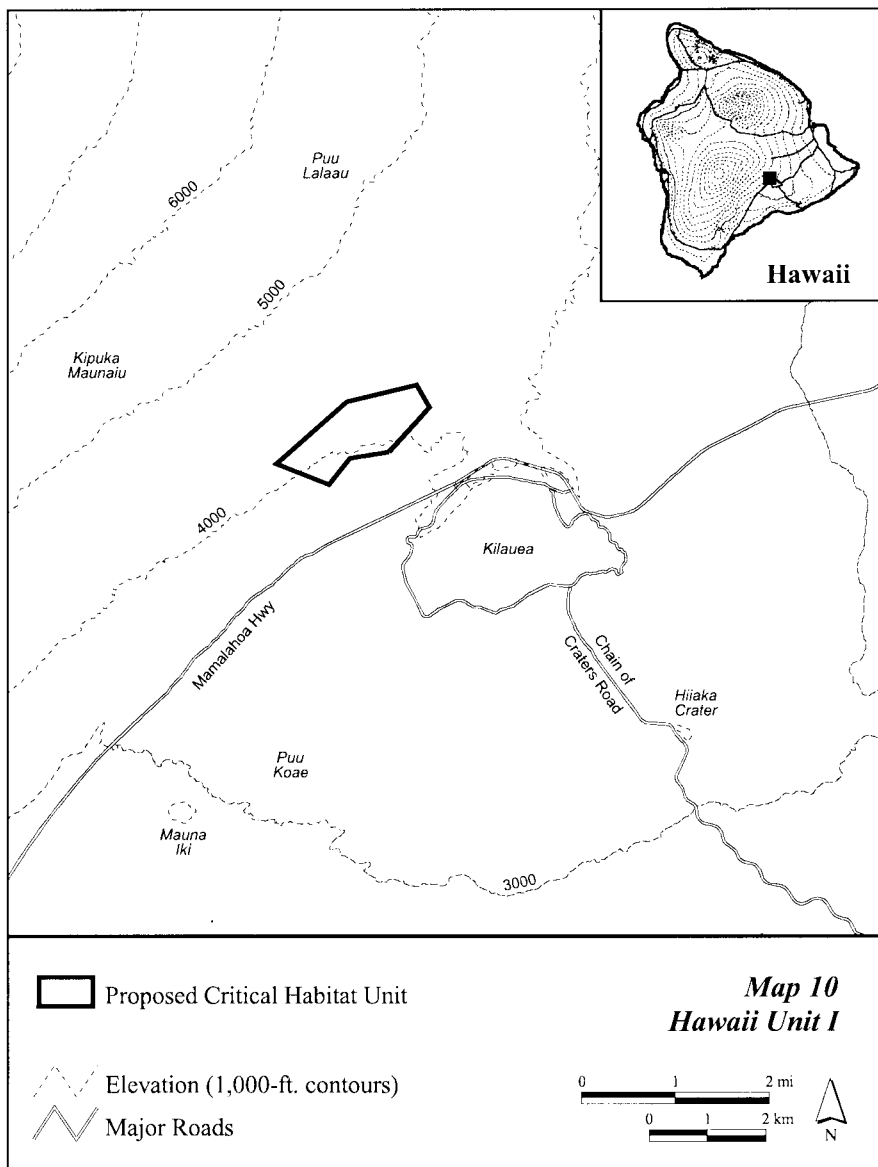 Puu
Lalaau
6000
5000
Kipuka
Maunaiu
4000
Hawaii
Kilauea
Mamalahoa Hwy
Chain of
Craters Road
Hiiaka
Crater
Puu
Koae
Mauna
Iki
3000
Proposed Critical Habitat Unit
Map 10
Hawaii Unit I
Elevation (1,000-ft. contours)
Major Roads
0 1 2 mi
0 1 2 km
N